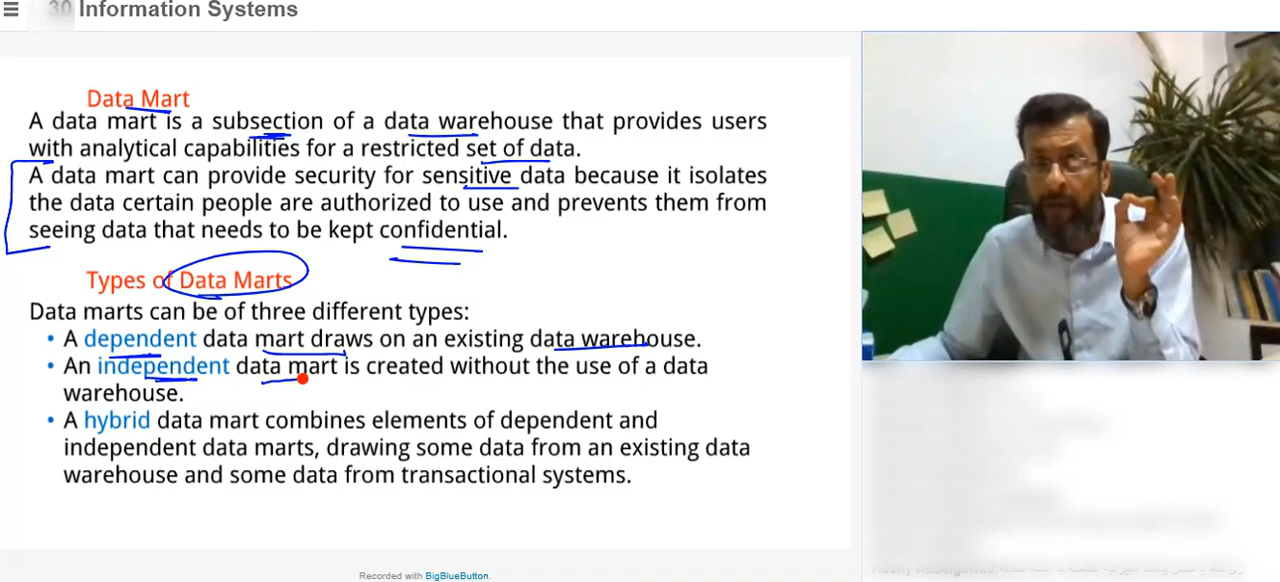 30 Information Systems
Data Mart
A data mart is a subsection of a data warehouse that provides users
with analytical capabilities for a restricted set of data.
A data mart can provide security for sensitive data because it isolates
the data certain people are authorized to use and prevents them from
seeing data that needs to be kept confidential.
Types of Data Marts
Data marts can be of three different types:
• A dependent data mart draws on an existing data warehouse.
• An independent data mart is created without the use of a data
warehouse.
• A hybrid data mart combines elements of dependent and
independent data marts, drawing some data from an existing data
warehouse and some data from transactional systems.
Recorded with BigBlueButton.